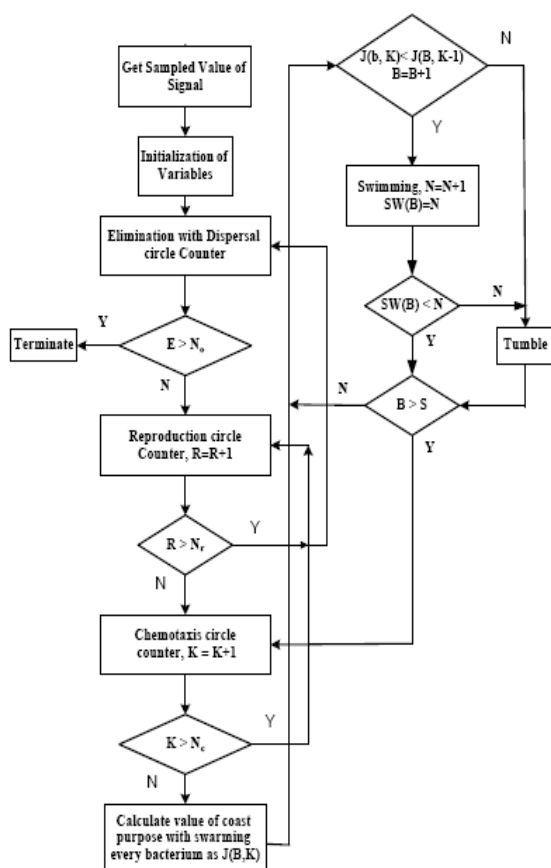 Get Sampled Value of
Signal
Initialization of
Variables
Elimination with Dispersal
circle Counter
Y
Terminate
E > Nₒ
N
Reproduction circle
Counter, R=R+1
R > Nᵣ
Y
N
Chemotaxis circle
counter, K = K+1
K > N꜀
Y
N
Calculate value of coast
purpose with swarming
every bacterium as J(B,K)
J(b, K)< J(B, K-1)
B=B+1
N
Y
Swimming, N=N+1
SW(B)=N
SW(B) < N
N
Y
Tumble
B > S
N
Y